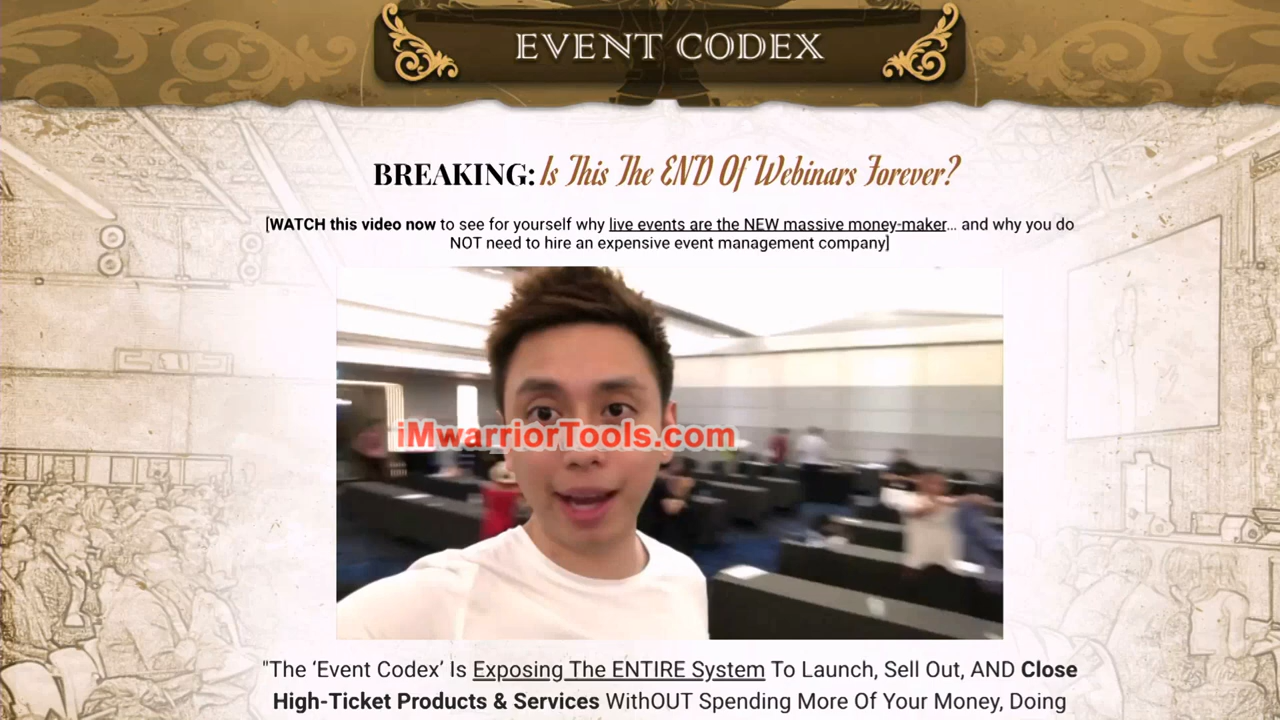 EVENT CODEX
BREAKING: Is This The END Of Webinars Forever?
[WATCH this video now to see for yourself why live events are the NEW massive money-maker... and why you do
NOT need to hire an expensive event management company]
iMwarriorTools.com
"The ‘Event Codex’ Is Exposing The ENTIRE System To Launch, Sell Out, AND Close
High-Ticket Products & Services WithOUT Spending More Of Your Money, Doing